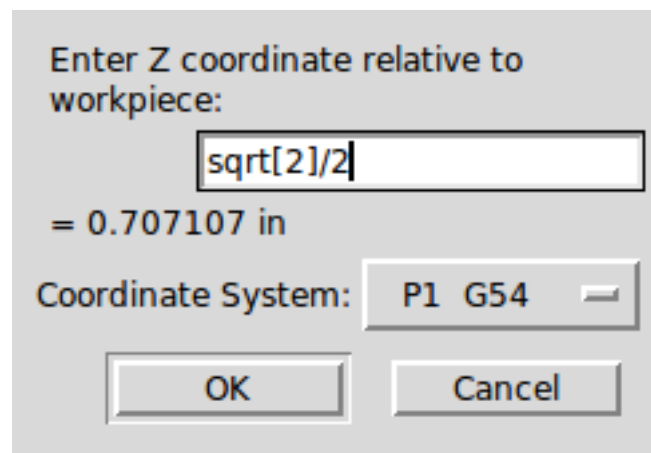 Enter Z coordinate relative to
workpiece:
sqrt[2]/2
= 0.707107 in
Coordinate System: P1 G54
OK Cancel